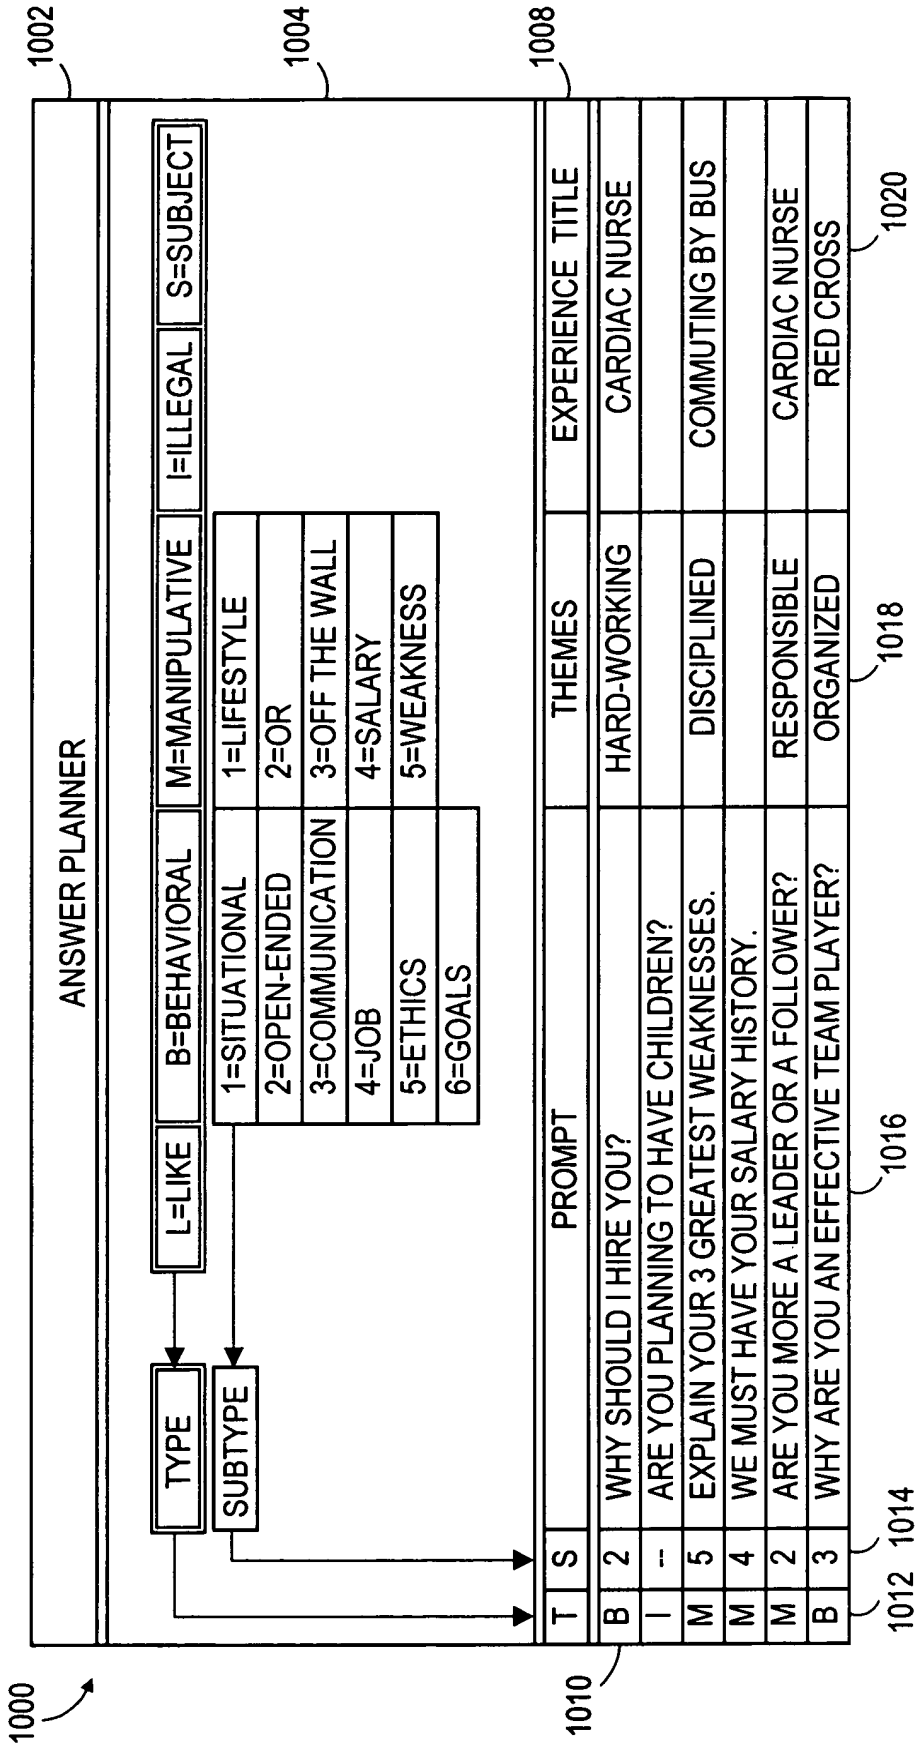 1000
1002
ANSWER PLANNER
1004
TYPE L=LIKE B=BEHAVIORAL M=MANIPULATIVE I=ILLEGAL S=SUBJECT
SUBTYPE 1=SITUATIONAL 1=LIFESTYLE
2=OPEN-ENDED 2=OR
3=COMMUNICATION 3=OFF THE WALL
4=JOB 4=SALARY
5=ETHICS 5=WEAKNESS
6=GOALS
1008
T S PROMPT THEMES EXPERIENCE TITLE
1010
B 2 WHY SHOULD I HIRE YOU? HARD-WORKING CARDIAC NURSE
I -- ARE YOU PLANNING TO HAVE CHILDREN?
M 5 EXPLAIN YOUR 3 GREATEST WEAKNESSES. DISCIPLINED COMMUTING BY BUS
M 4 WE MUST HAVE YOUR SALARY HISTORY.
M 2 ARE YOU MORE A LEADER OR A FOLLOWER? RESPONSIBLE CARDIAC NURSE
B 3 WHY ARE YOU AN EFFECTIVE TEAM PLAYER? ORGANIZED RED CROSS
1012 1014 1016 1018 1020